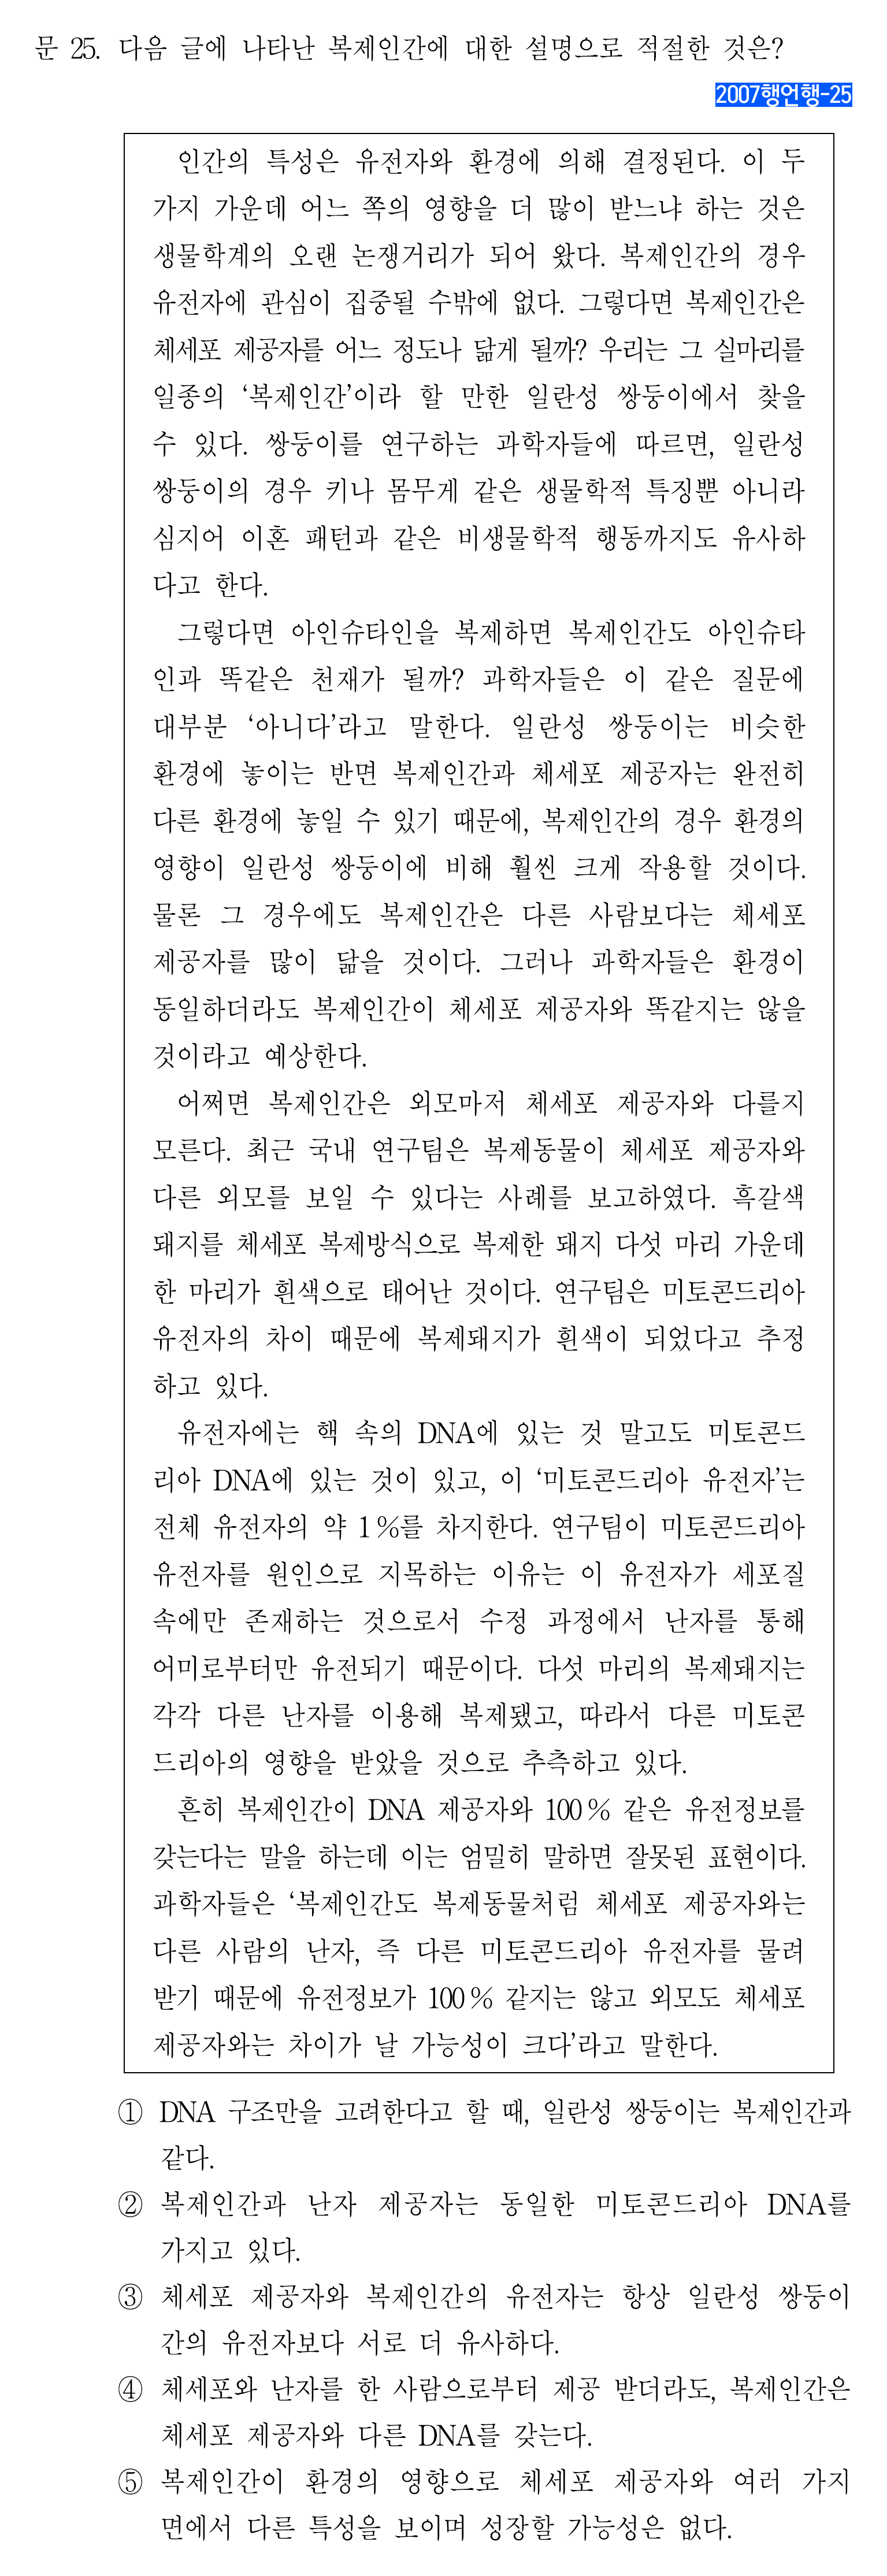 문 25. 다음 글에 나타난 복제인간에 대한 설명으로 적절한 것은?
2007행언행-25
인간의 특성은 유전자와 환경에 의해 결정된다. 이 두
가지 가운데 어느 쪽의 영향을 더 많이 받느냐 하는 것은
생물학계의 오랜 논쟁거리가 되어 왔다. 복제인간의 경우
유전자에 관심이 집중될 수밖에 없다. 그렇다면 복제인간은
체세포 제공자를 어느 정도나 닮게 될까? 우리는 그 실마리를
일종의 ‘복제인간’이라 할 만한 일란성 쌍둥이에서 찾을
수 있다. 쌍둥이를 연구하는 과학자들에 따르면, 일란성
쌍둥이의 경우 키나 몸무게 같은 생물학적 특징뿐 아니라
심지어 이혼 패턴과 같은 비생물학적 행동까지도 유사하
다고 한다.
그렇다면 아인슈타인을 복제하면 복제인간도 아인슈타
인과 똑같은 천재가 될까? 과학자들은 이 같은 질문에
대부분 ‘아니다’라고 말한다. 일란성 쌍둥이는 비슷한
환경에 놓이는 반면 복제인간과 체세포 제공자는 완전히
다른 환경에 놓일 수 있기 때문에, 복제인간의 경우 환경의
영향이 일란성 쌍둥이에 비해 훨씬 크게 작용할 것이다.
물론 그 경우에도 복제인간은 다른 사람보다는 체세포
제공자를 많이 닮을 것이다. 그러나 과학자들은 환경이
동일하더라도 복제인간이 체세포 제공자와 똑같지는 않을
것이라고 예상한다.
어쩌면 복제인간은 외모마저 체세포 제공자와 다를지
모른다. 최근 국내 연구팀은 복제동물이 체세포 제공자와
다른 외모를 보일 수 있다는 사례를 보고하였다. 흑갈색
돼지를 체세포 복제방식으로 복제한 돼지 다섯 마리 가운데
한 마리가 흰색으로 태어난 것이다. 연구팀은 미토콘드리아
유전자의 차이 때문에 복제돼지가 흰색이 되었다고 추정
하고 있다.
유전자에는 핵 속의 DNA에 있는 것 말고도 미토콘드
리아 DNA에 있는 것이 있고, 이 ‘미토콘드리아 유전자’는
전체 유전자의 약 1%를 차지한다. 연구팀이 미토콘드리아
유전자를 원인으로 지목하는 이유는 이 유전자가 세포질
속에만 존재하는 것으로서 수정 과정에서 난자를 통해
어미로부터만 유전되기 때문이다. 다섯 마리의 복제돼지는
각각 다른 난자를 이용해 복제됐고, 따라서 다른 미토콘
드리아의 영향을 받았을 것으로 추측하고 있다.
흔히 복제인간이 DNA 제공자와 100% 같은 유전정보를
갖는다는 말을 하는데 이는 엄밀히 말하면 잘못된 표현이다.
과학자들은 ‘복제인간도 복제동물처럼 체세포 제공자와는
다른 사람의 난자, 즉 다른 미토콘드리아 유전자를 물려
받기 때문에 유전정보가 100% 같지는 않고 외모도 체세포
제공자와는 차이가 날 가능성이 크다’라고 말한다.
① DNA 구조만을 고려한다고 할 때, 일란성 쌍둥이는 복제인간과
같다.
② 복제인간과 난자 제공자는 동일한 미토콘드리아 DNA를
가지고 있다.
③ 체세포 제공자와 복제인간의 유전자는 항상 일란성 쌍둥이
간의 유전자보다 서로 더 유사하다.
④ 체세포와 난자를 한 사람으로부터 제공 받더라도, 복제인간은
체세포 제공자와 다른 DNA를 갖는다.
⑤ 복제인간이 환경의 영향으로 체세포 제공자와 여러 가지
면에서 다른 특성을 보이며 성장할 가능성은 없다.